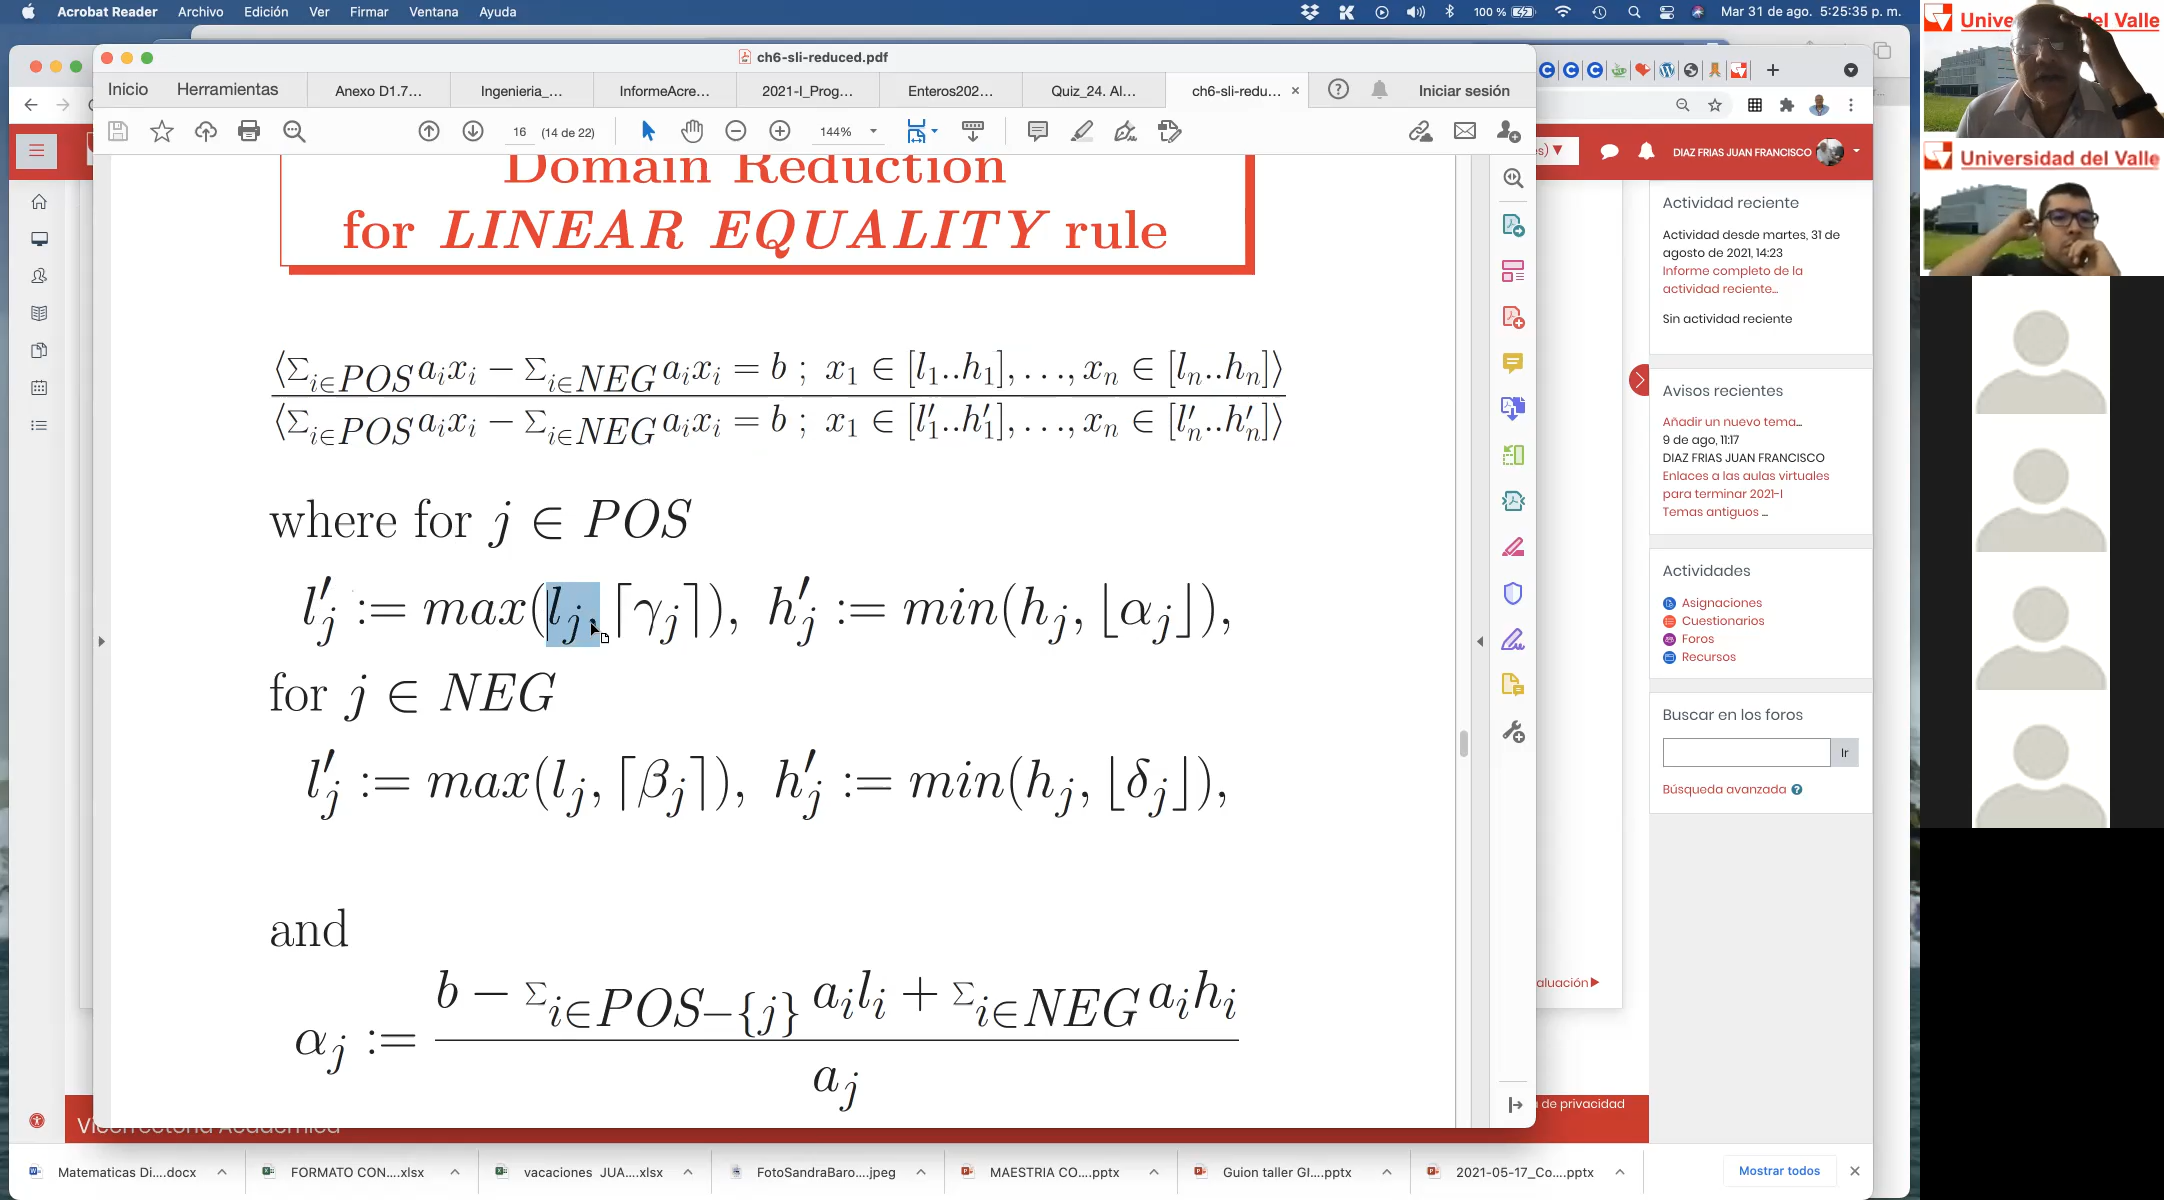 Acrobat Reader Archivo Edición Ver Firmar Ventana Ayuda 100 % Mar 31 de ago. 5:25:35 p. m.
ch6-sli-reduced.pdf
Inicio Herramientas Anexo D1.7... Ingenieria_... InformeAcre... 2021-I_Prog... Enteros202... Quiz_24. Al... ch6-sli-redu... × Iniciar sesión
16 (14 de 22) 144%
Domain Reduction
for LINEAR EQUALITY rule
⟨Σ_{i∈POS} a_i x_i − Σ_{i∈NEG} a_i x_i = b ; x_1 ∈ [l_1..h_1], ..., x_n ∈ [l_n..h_n]⟩
⟨Σ_{i∈POS} a_i x_i − Σ_{i∈NEG} a_i x_i = b ; x_1 ∈ [l′_1..h′_1], ..., x_n ∈ [l′_n..h′_n]⟩
where for j ∈ POS
l′_j := max(l_j, ⌈γ_j⌉), h′_j := min(h_j, ⌊α_j⌋),
for j ∈ NEG
l′_j := max(l_j, ⌈β_j⌉), h′_j := min(h_j, ⌊δ_j⌋),
and
b − Σ_{i∈POS−{j}} a_i l_i + Σ_{i∈NEG} a_i h_i
α_j :=
a_j
s) ▼ DIAZ FRIAS JUAN FRANCISCO
Actividad reciente
Actividad desde martes, 31 de
agosto de 2021, 14:23
Informe completo de la
actividad reciente...
Sin actividad reciente
Avisos recientes
Añadir un nuevo tema...
9 de ago, 11:17
DIAZ FRIAS JUAN FRANCISCO
Enlaces a las aulas virtuales
para terminar 2021-I
Temas antiguos ...
Actividades
Asignaciones
Cuestionarios
Foros
Recursos
Buscar en los foros
Ir
Búsqueda avanzada
aluación
de privacidad
Vicerrectoría Académica
Matematicas Di....docx FORMATO CON....xlsx vacaciones JUA....xlsx FotoSandraBaro....jpeg MAESTRIA CO....pptx Guion taller GI....pptx 2021-05-17_Co....pptx Mostrar todos
Universidad del Valle